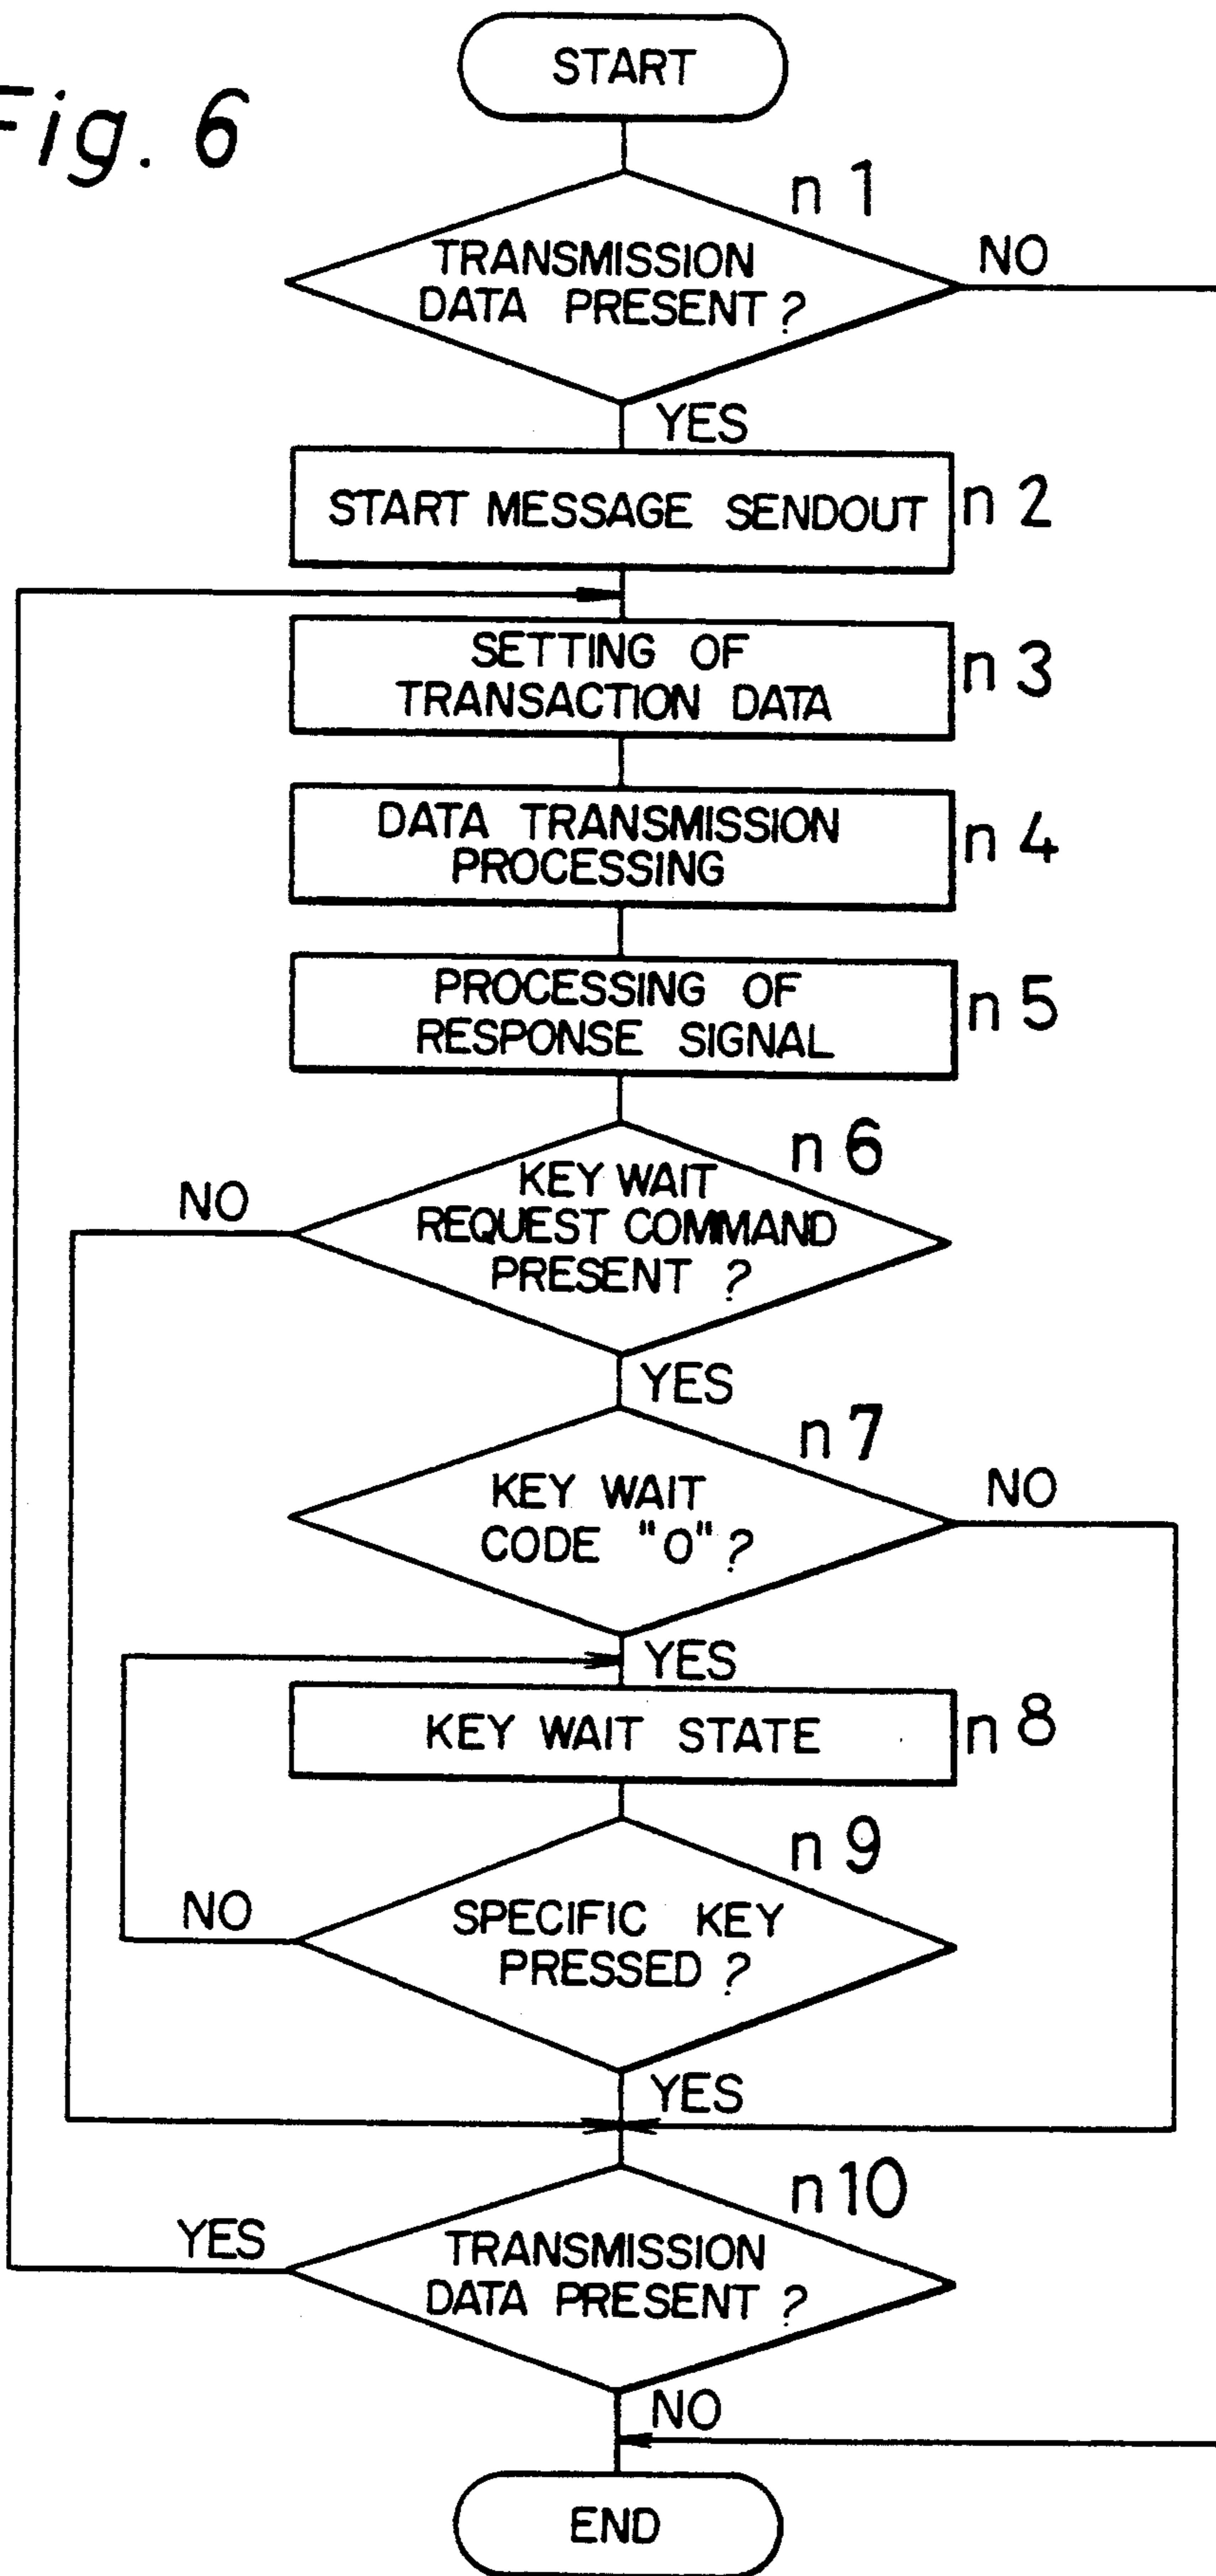 Fig. 6
START
n 1
TRANSMISSION
DATA PRESENT ?
NO
YES
START MESSAGE SENDOUT
n 2
SETTING OF
TRANSACTION DATA
n 3
DATA TRANSMISSION
PROCESSING
n 4
PROCESSING OF
RESPONSE SIGNAL
n 5
n 6
KEY WAIT
REQUEST COMMAND
PRESENT ?
NO
YES
n 7
KEY WAIT
CODE "0" ?
NO
YES
KEY WAIT STATE
n 8
n 9
SPECIFIC KEY
PRESSED ?
NO
YES
n 10
TRANSMISSION
DATA PRESENT ?
YES
NO
END